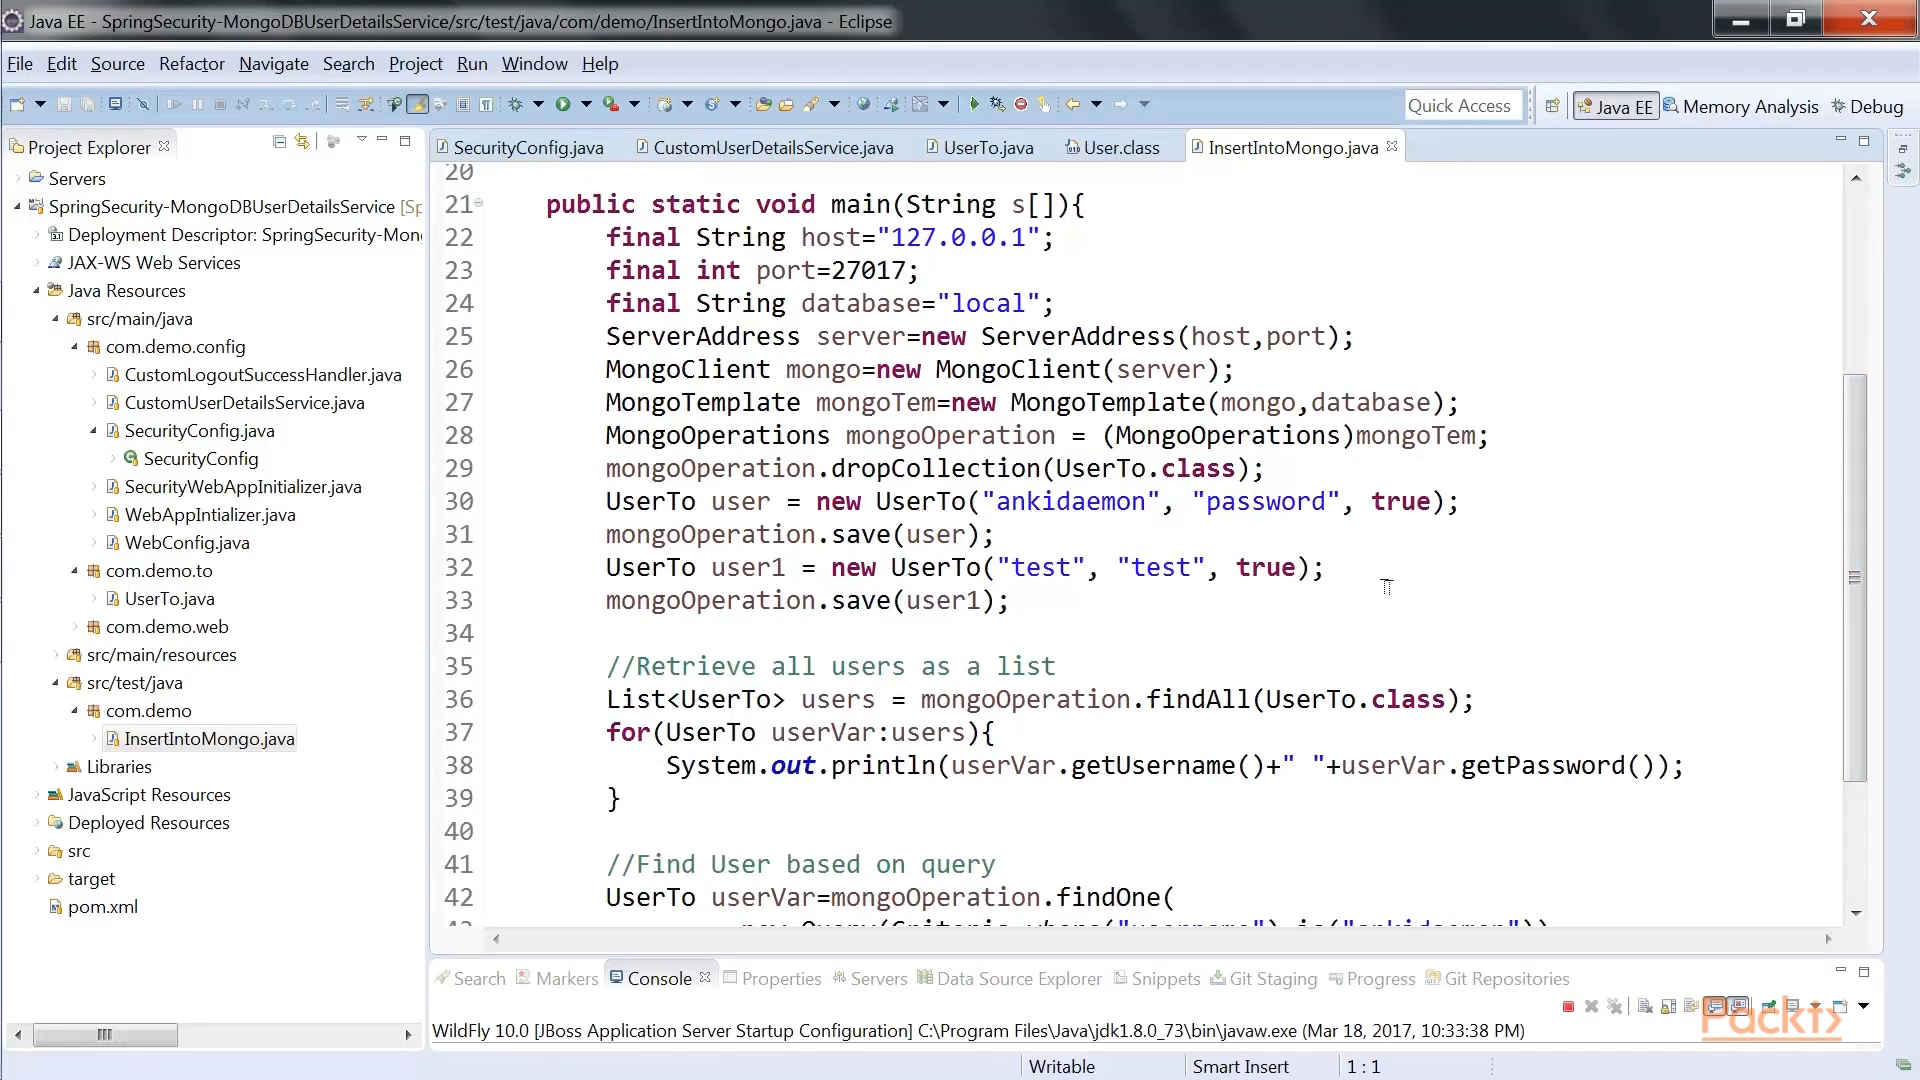 Java EE - SpringSecurity-MongoDBUserDetailsService/src/test/java/com/demo/InsertIntoMongo.java - Eclipse
File Edit Source Refactor Navigate Search Project Run Window Help
Quick Access Java EE Memory Analysis Debug
Project Explorer
Servers
SpringSecurity-MongoDBUserDetailsService [Sp
Deployment Descriptor: SpringSecurity-Mon
JAX-WS Web Services
Java Resources
src/main/java
com.demo.config
CustomLogoutSuccessHandler.java
CustomUserDetailsService.java
SecurityConfig.java
SecurityConfig
SecurityWebAppInitializer.java
WebAppIntializer.java
WebConfig.java
com.demo.to
UserTo.java
com.demo.web
src/main/resources
src/test/java
com.demo
InsertIntoMongo.java
Libraries
JavaScript Resources
Deployed Resources
src
target
pom.xml
SecurityConfig.java CustomUserDetailsService.java UserTo.java User.class InsertIntoMongo.java
20
21 public static void main(String s[]){
22 final String host="127.0.0.1";
23 final int port=27017;
24 final String database="local";
25 ServerAddress server=new ServerAddress(host,port);
26 MongoClient mongo=new MongoClient(server);
27 MongoTemplate mongoTem=new MongoTemplate(mongo,database);
28 MongoOperations mongoOperation = (MongoOperations)mongoTem;
29 mongoOperation.dropCollection(UserTo.class);
30 UserTo user = new UserTo("ankidaemon", "password", true);
31 mongoOperation.save(user);
32 UserTo user1 = new UserTo("test", "test", true);
33 mongoOperation.save(user1);
34
35 //Retrieve all users as a list
36 List<UserTo> users = mongoOperation.findAll(UserTo.class);
37 for(UserTo userVar:users){
38 System.out.println(userVar.getUsername()+" "+userVar.getPassword());
39 }
40
41 //Find User based on query
42 UserTo userVar=mongoOperation.findOne(
43 new Query(Criteria.where("username").is("ankidaemon"))
Search Markers Console Properties Servers Data Source Explorer Snippets Git Staging Progress Git Repositories
WildFly 10.0 [JBoss Application Server Startup Configuration] C:\Program Files\Java\jdk1.8.0_73\bin\javaw.exe (Mar 18, 2017, 10:33:38 PM)
Packt>
Writable Smart Insert 1 : 1